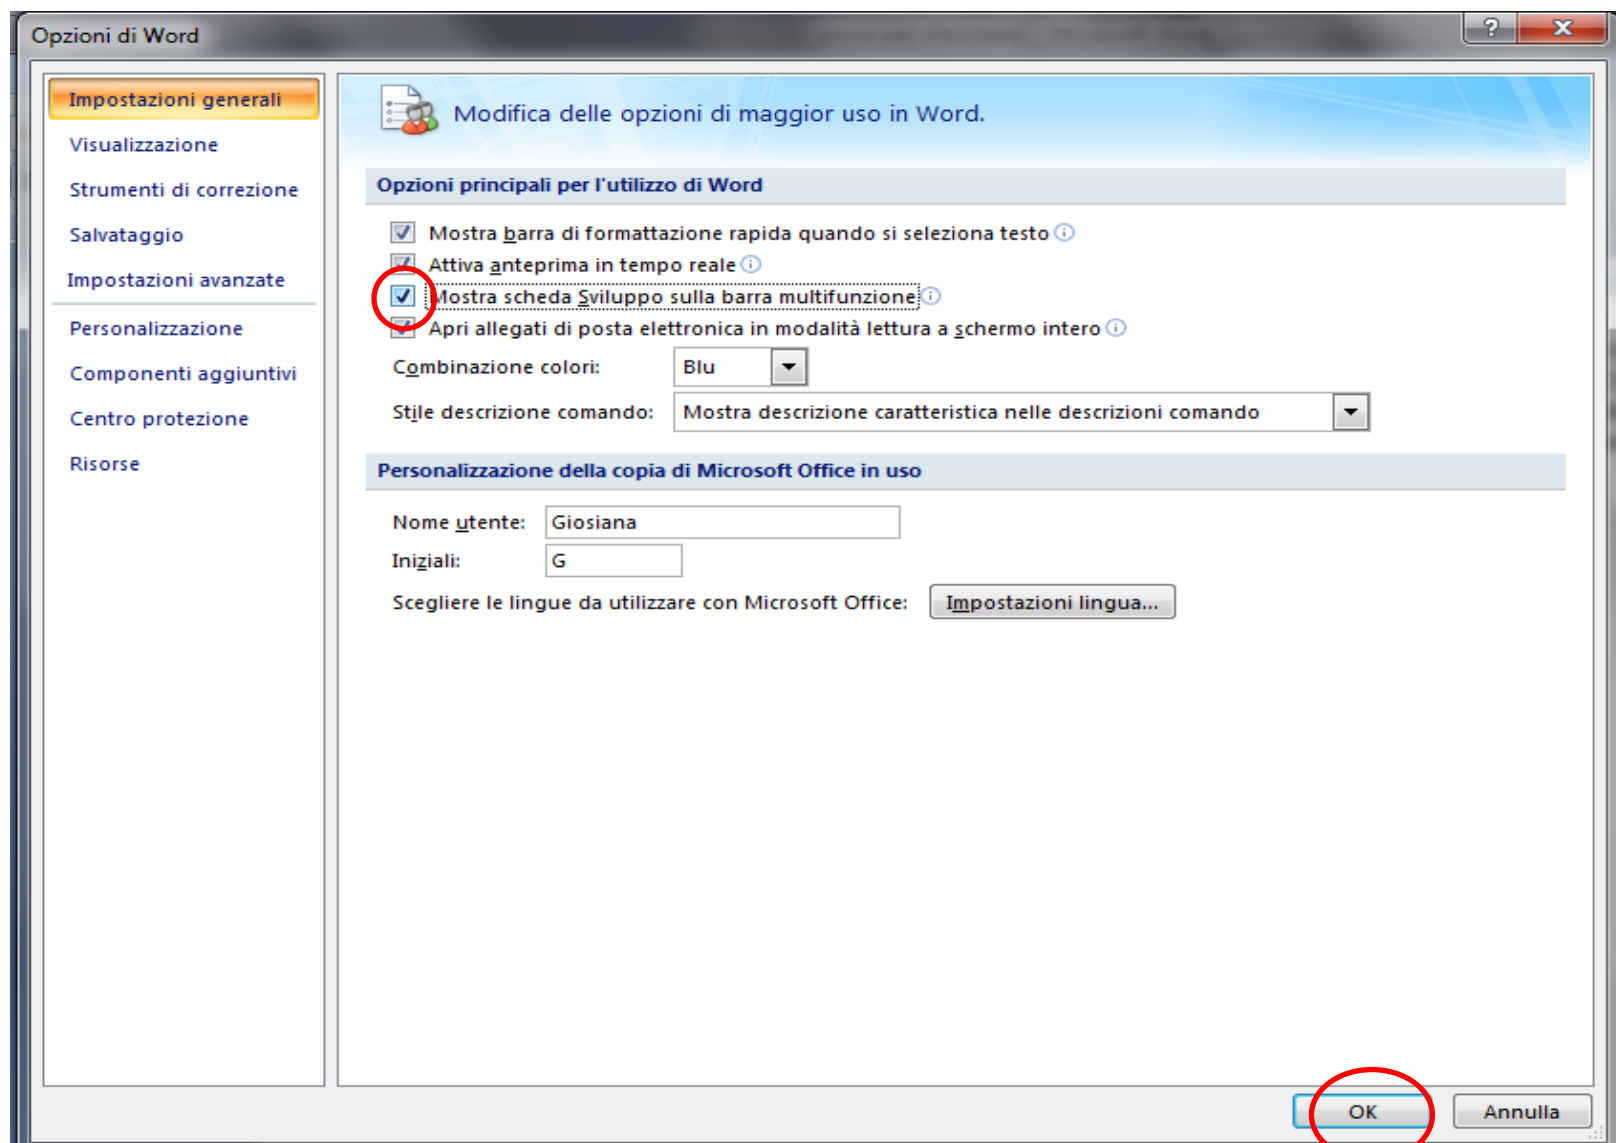 Opzioni di Word
Impostazioni generali
Visualizzazione
Strumenti di correzione
Salvataggio
Impostazioni avanzate
Personalizzazione
Componenti aggiuntivi
Centro protezione
Risorse
Modifica delle opzioni di maggior uso in Word.
Opzioni principali per l'utilizzo di Word
Mostra barra di formattazione rapida quando si seleziona testo
Attiva anteprima in tempo reale
Mostra scheda Sviluppo sulla barra multifunzione
Apri allegati di posta elettronica in modalità lettura a schermo intero
Combinazione colori: Blu
Stile descrizione comando: Mostra descrizione caratteristica nelle descrizioni comando
Personalizzazione della copia di Microsoft Office in uso
Nome utente: Giosiana
Iniziali: G
Scegliere le lingue da utilizzare con Microsoft Office: Impostazioni lingua...
OK Annulla